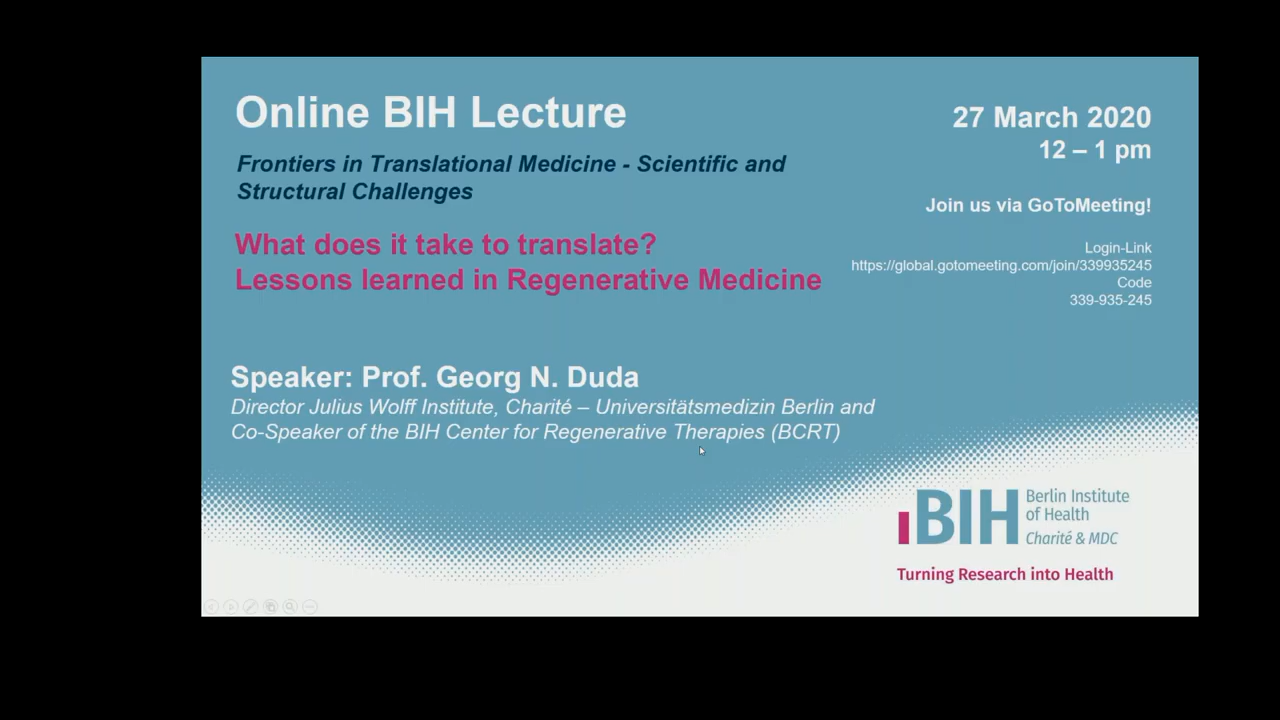 Online BIH Lecture
Frontiers in Translational Medicine - Scientific and
Structural Challenges
What does it take to translate?
Lessons learned in Regenerative Medicine
27 March 2020
12 – 1 pm
Join us via GoToMeeting!
Login-Link
https://global.gotomeeting.com/join/339935245
Code
339-935-245
Speaker: Prof. Georg N. Duda
Director Julius Wolff Institute, Charité – Universitätsmedizin Berlin and
Co-Speaker of the BIH Center for Regenerative Therapies (BCRT)
BIH
Berlin Institute
of Health
Charité & MDC
Turning Research into Health